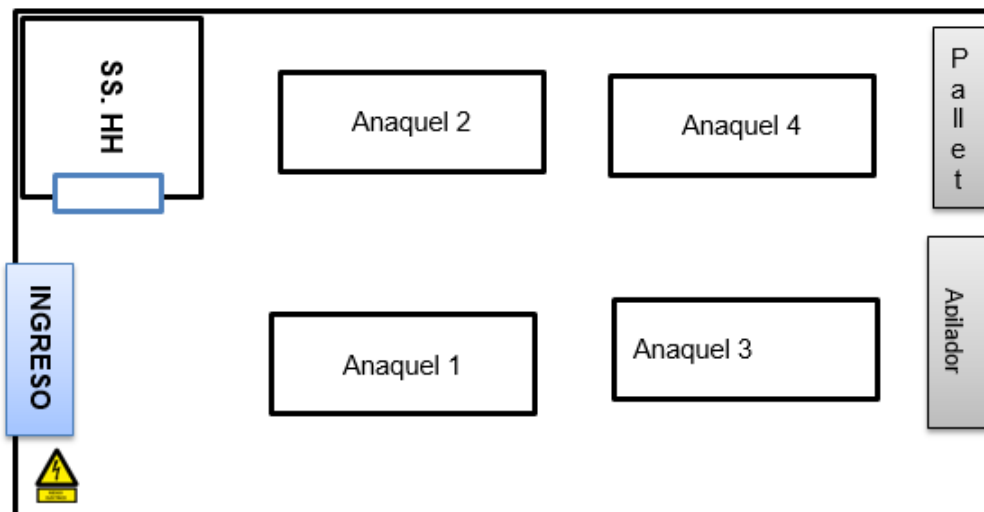 SS. HH
Anaquel 2
Anaquel 4
Pallet
INGRESO
Anaquel 1
Anaquel 3
Apilador